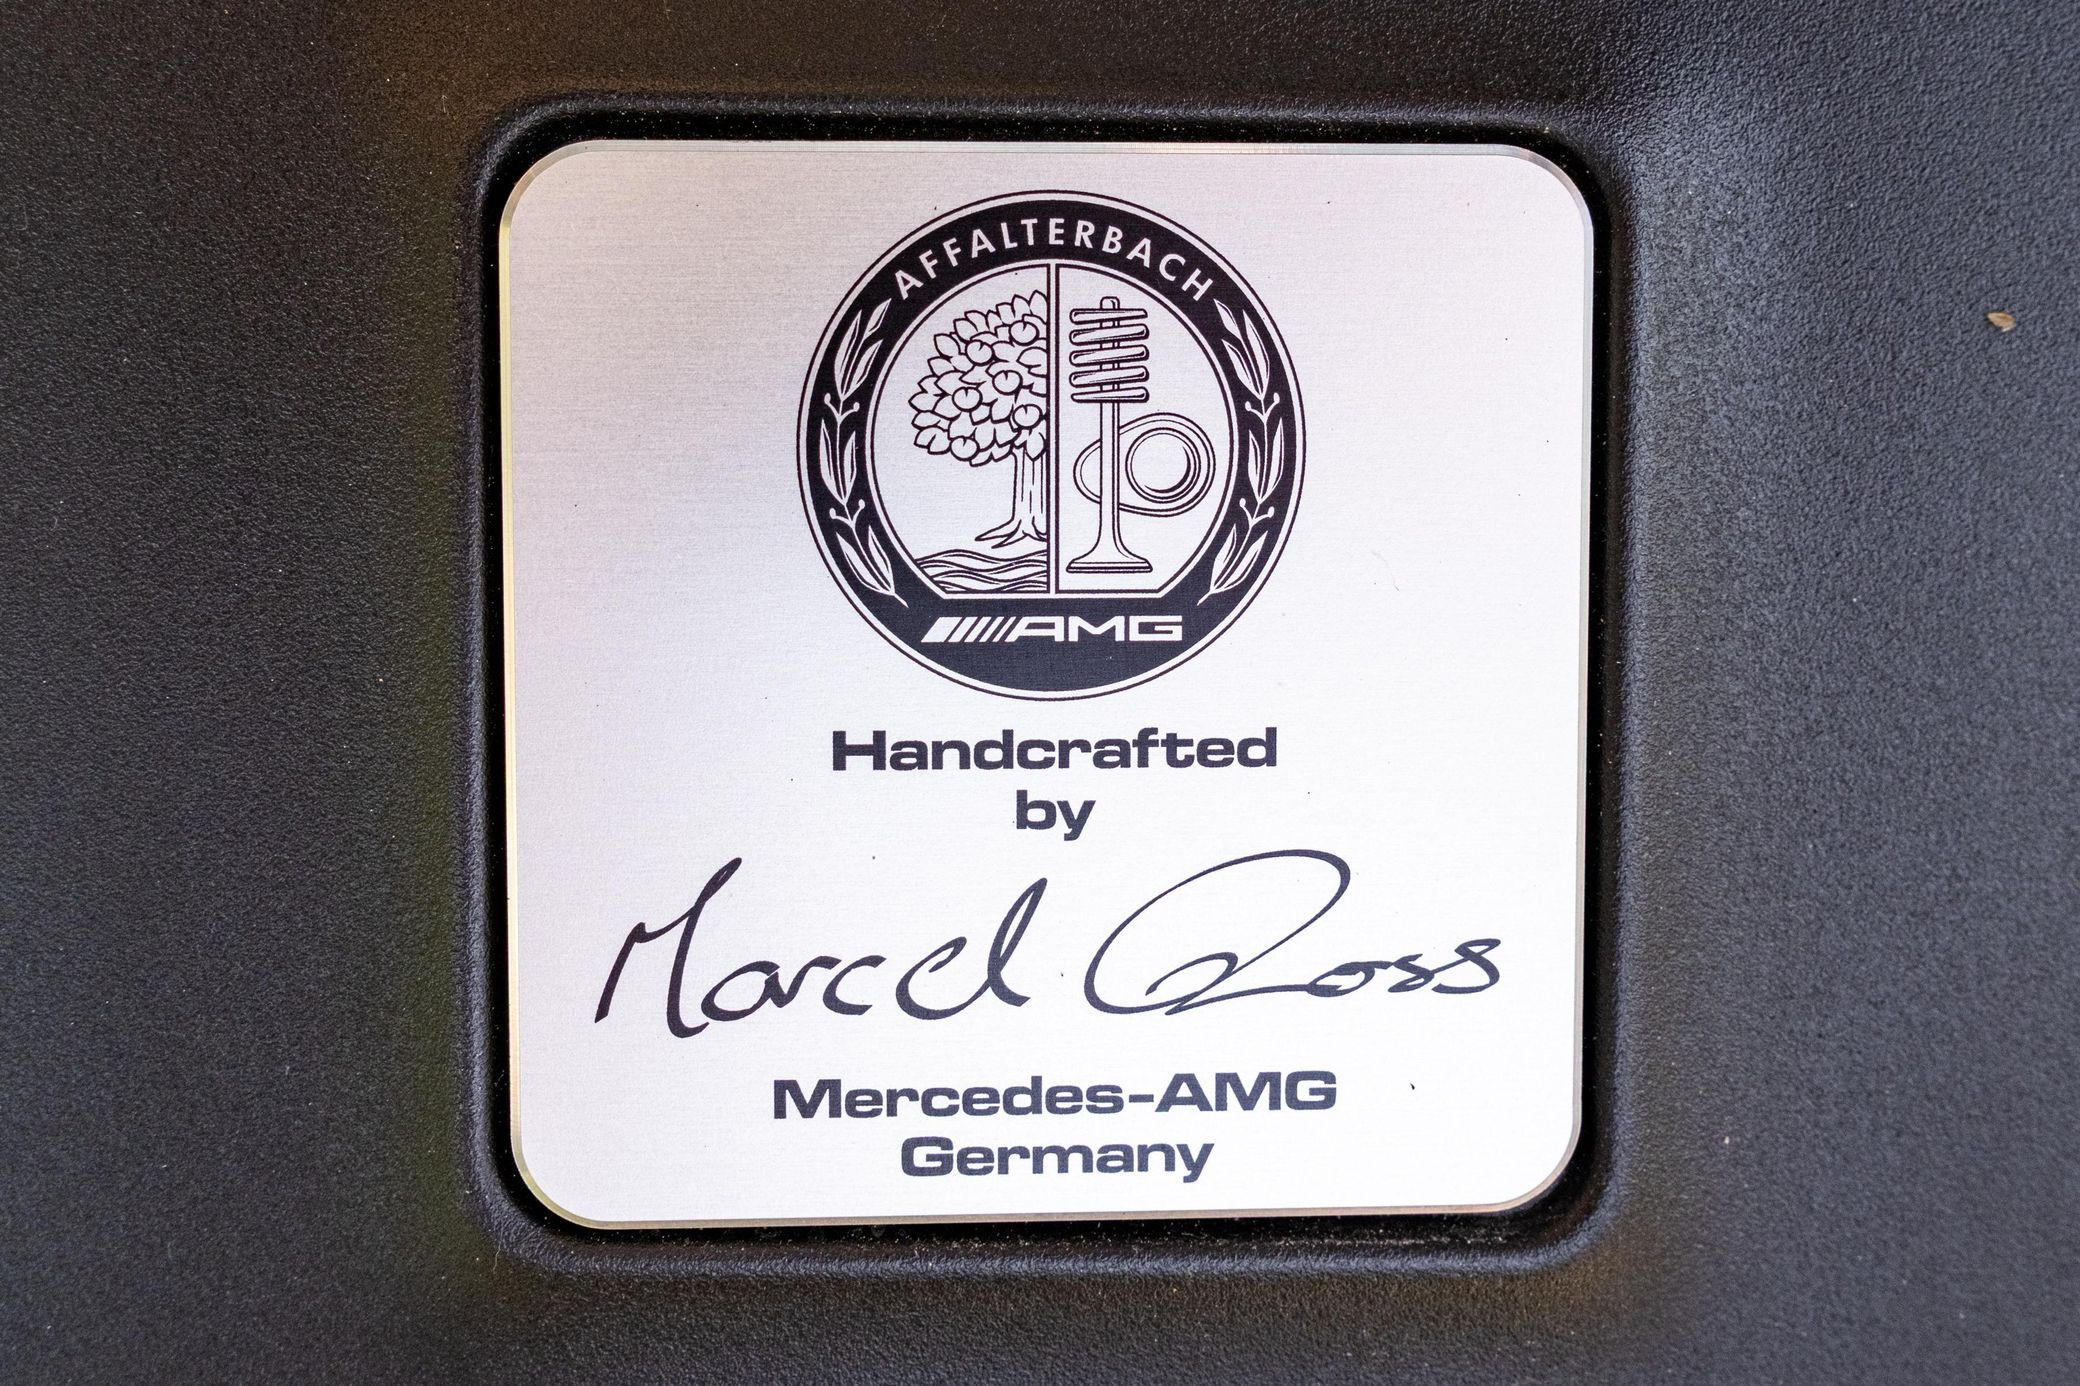 AFFALTERBACH
AMG
Handcrafted
by
Marcel Ross
Mercedes-AMG
Germany